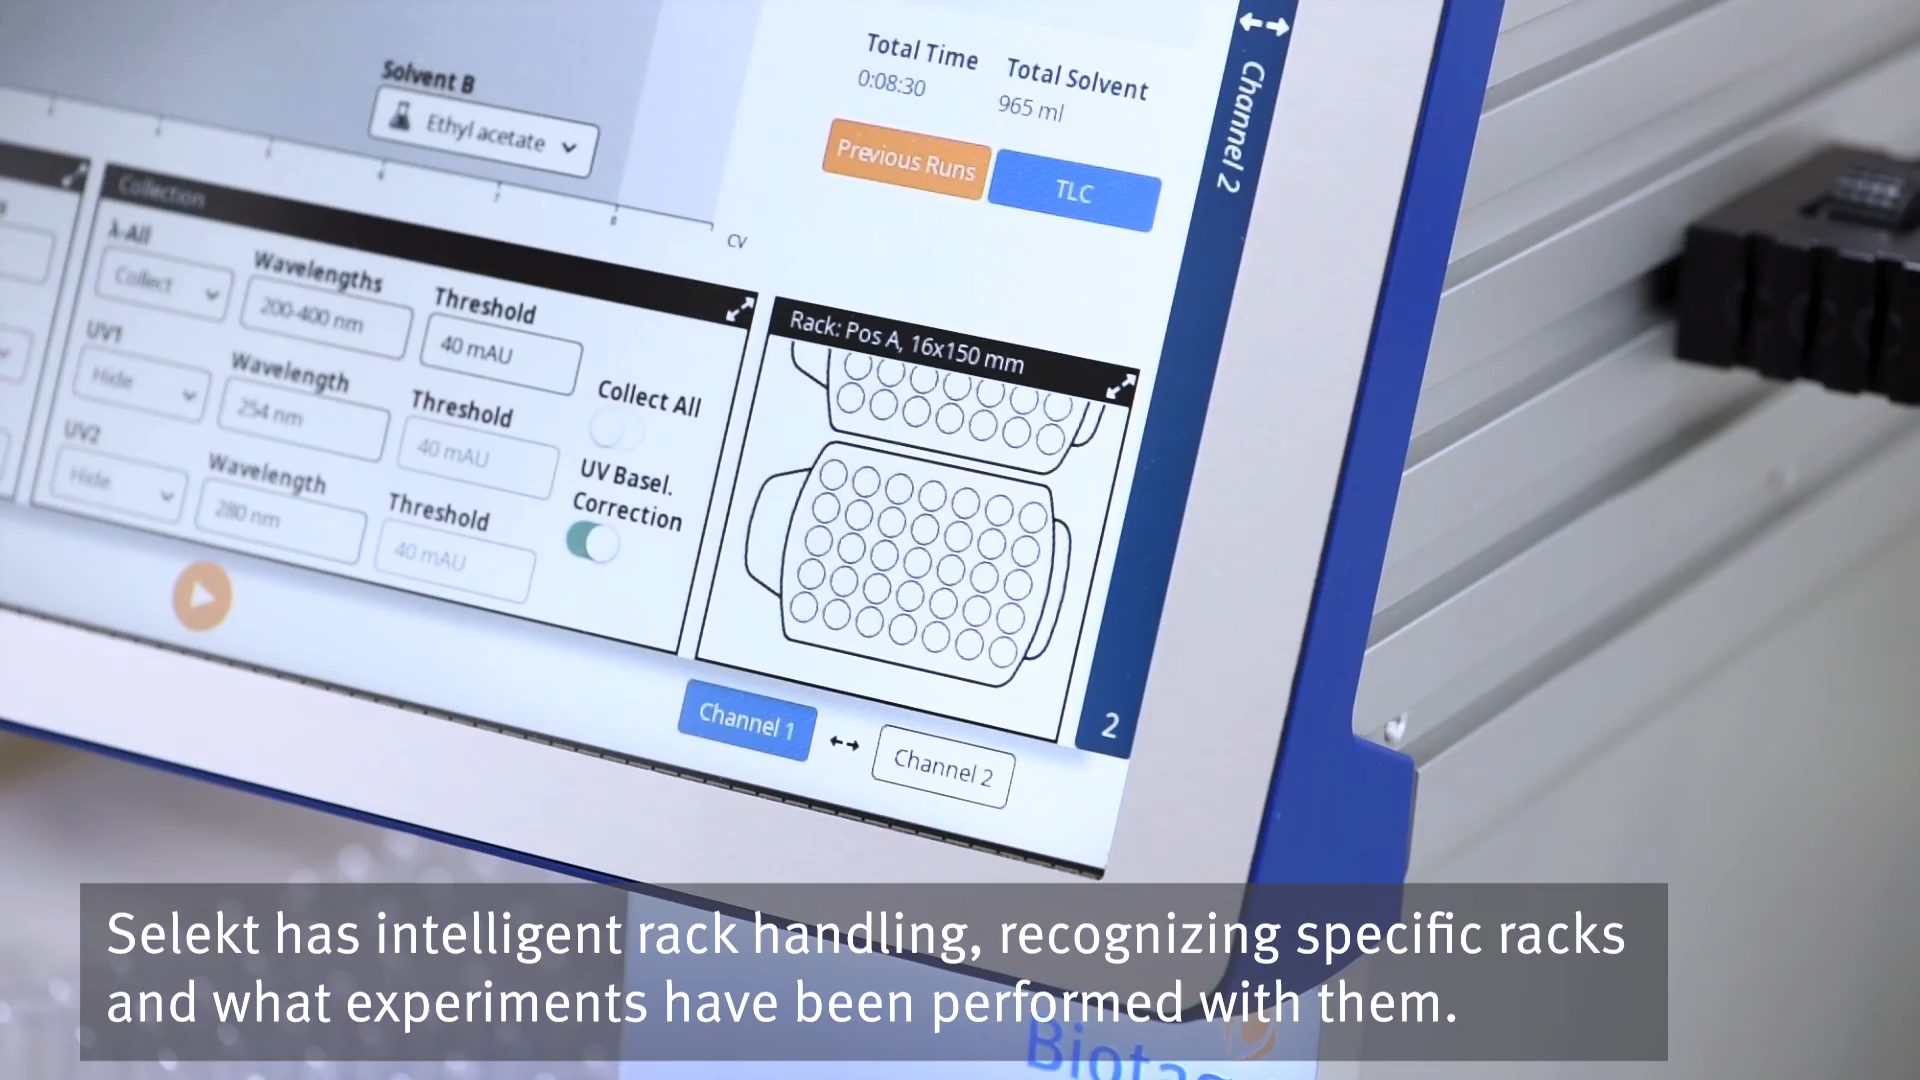 Total Time
0:08:30
Total Solvent
965 ml
Solvent B
Ethyl acetate
Previous Runs
TLC
Channel 2
7
8
CV
Collection
λ-All
Collect
Wavelengths
200-400 nm
Threshold
40 mAU
UV1
Hide
Wavelength
254 nm
Threshold
40 mAU
UV2
Hide
Wavelength
280 nm
Threshold
40 mAU
Collect All
UV Basel.
Correction
Rack: Pos A, 16x150 mm
Channel 1
Channel 2
2
Selekt has intelligent rack handling, recognizing specific racks
and what experiments have been performed with them.